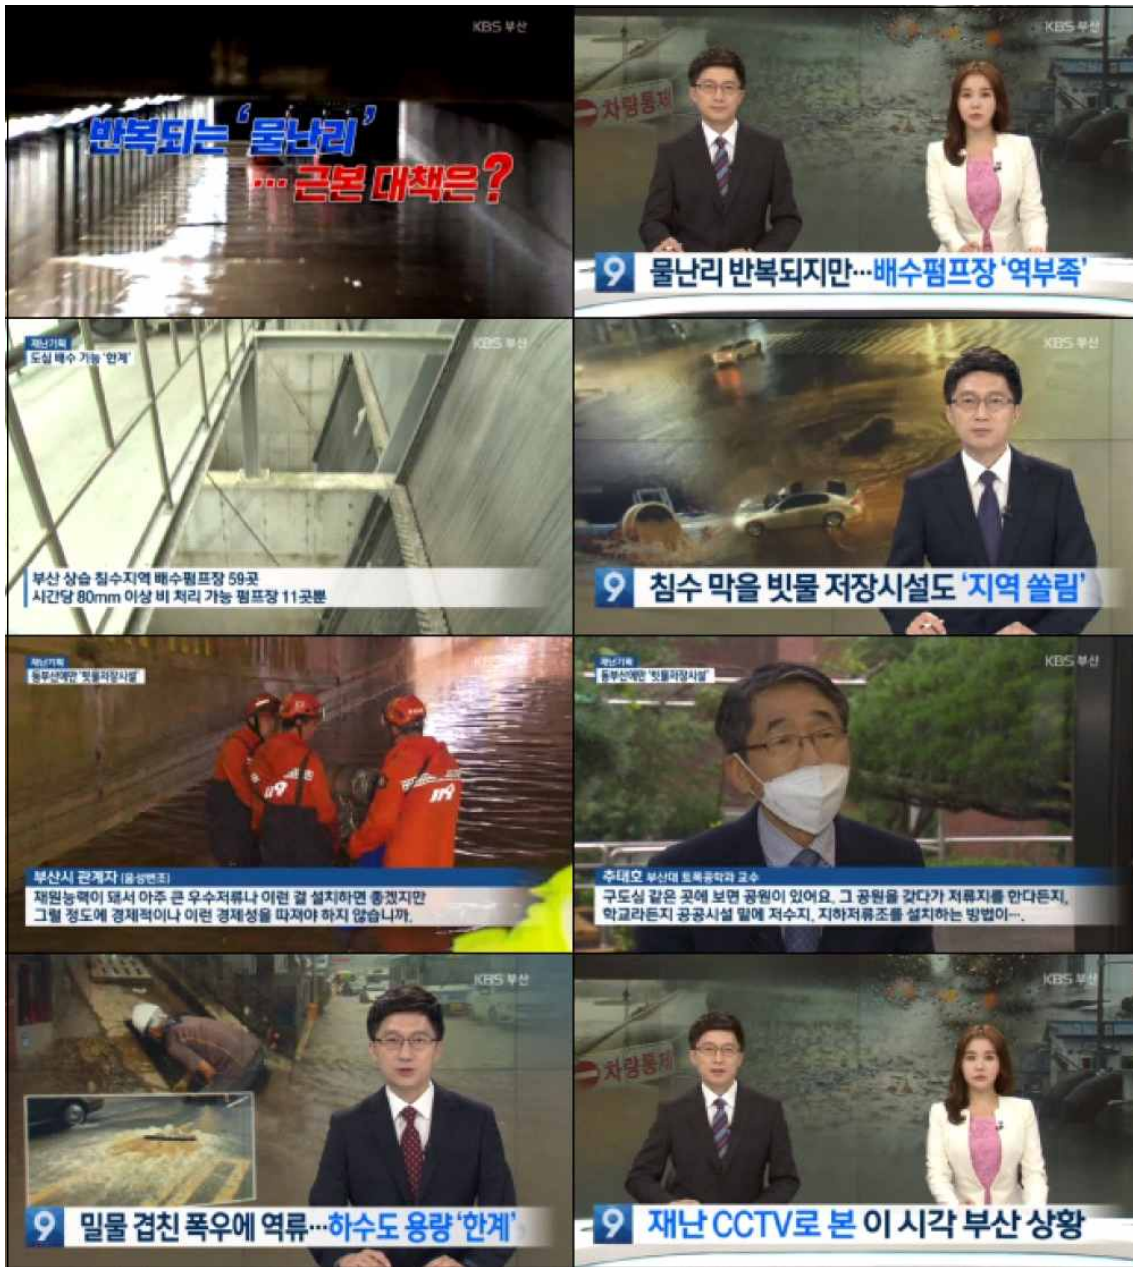 KBS 부산
반복되는 '물난리'
... 근본 대책은?
KBS 부산
차량통제
9 물난리 반복되지만…배수펌프장 '역부족'
재난기획
도심 배수 기능 '한계'
KBS 부산
부산 상습 침수지역 배수펌프장 59곳
시간당 80mm 이상 비 처리 가능 펌프장 11곳뿐
KBS 부산
9 침수 막을 빗물 저장시설도 '지역 쏠림'
재난기획
동부산에만 '빗물저장시설'
KBS 부산
119
부산시 관계자 (음성변조)
재원능력이 돼서 아주 큰 우수저류나 이런 걸 설치하면 좋겠지만
그럴 정도에 경제적이나 이런 경제성을 따져야 하지 않습니까.
재난기획
동부산에만 '빗물저장시설'
KBS 부산
추태호 부산대 토목공학과 교수
구도심 같은 곳에 보면 공원이 있어요. 그 공원을 갖다가 저류지를 한다든지,
학교라든지 공공시설 밑에 저수지, 지하저류조를 설치하는 방법이….
KBS 부산
9 밀물 겹친 폭우에 역류…하수도 용량 '한계'
KBS 부산
차량통제
9 재난 CCTV로 본 이 시각 부산 상황